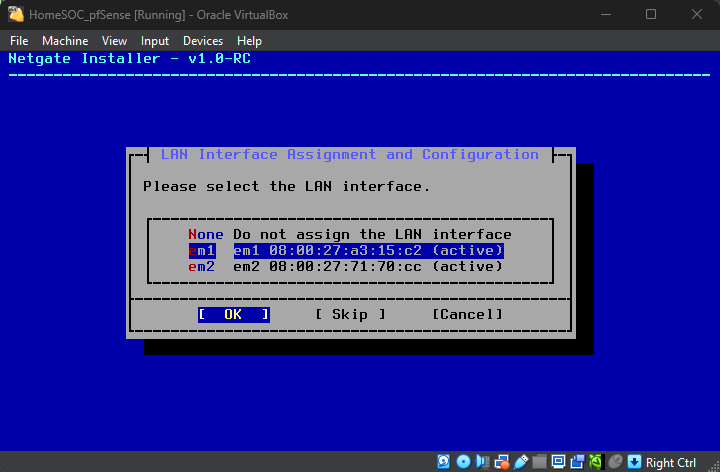 HomeSOC_pfSense [Running] - Oracle VirtualBox
File Machine View Input Devices Help
Netgate Installer - v1.0-RC
LAN Interface Assignment and Configuration
Please select the LAN interface.
None Do not assign the LAN interface
em1 em1 08:00:27:a3:15:c2 (active)
em2 em2 08:00:27:71:70:cc (active)
[ OK ] [ Skip ] [Cancel]
Right Ctrl